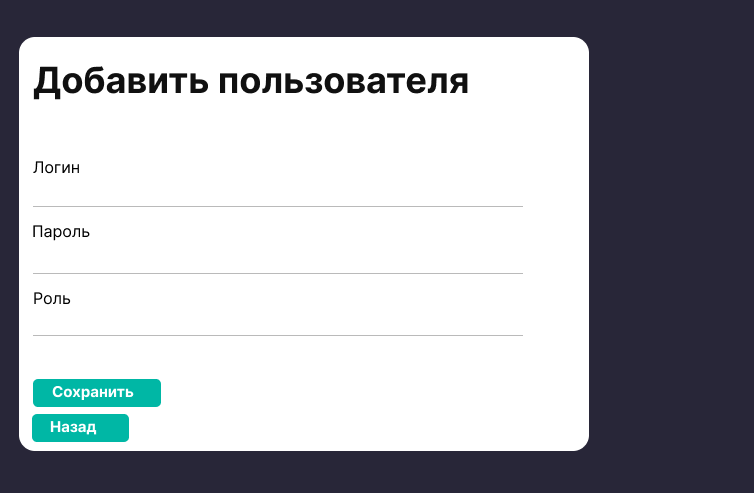 Добавить пользователя
Логин
Пароль
Роль
Сохранить
Назад